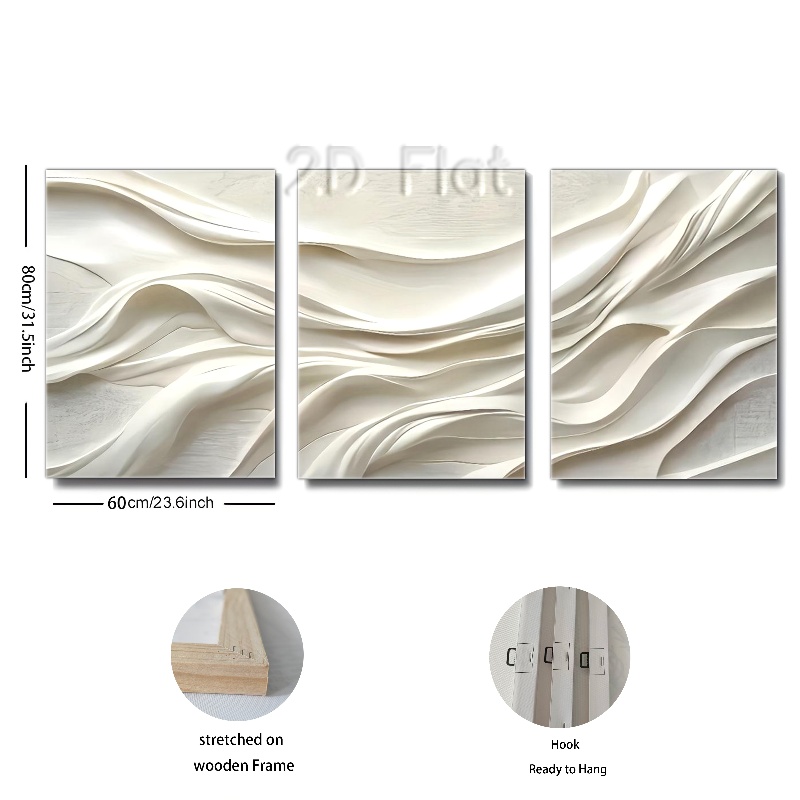 2D Flat
80cm/31.5inch
60cm/23.6inch
stretched on
wooden Frame
Hook
Ready to Hang